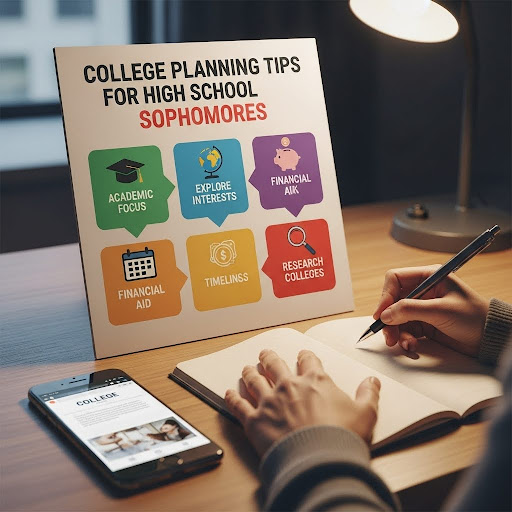 COLLEGE PLANNING TIPS
FOR HIGH SCHOOL
SOPHOMORES
ACADEMIC
FOCUS
EXPLORE
INTERESTS
FINANCIAL
AIK
FINANCIAL
AID
TIMELINSS
RESEARCH
COLLEGES
COLLEGE